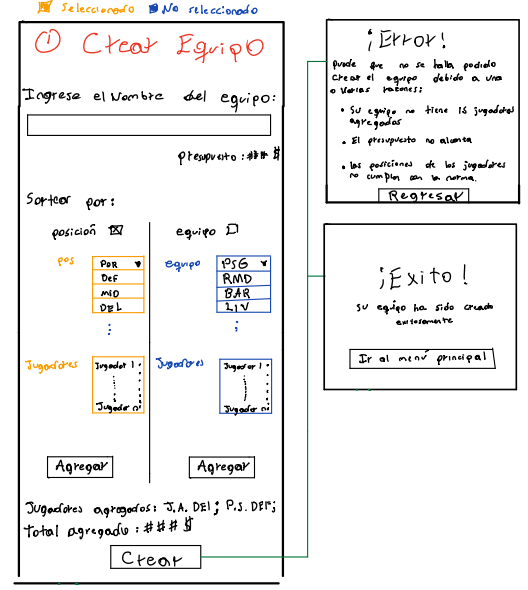 Seleccionado No seleccionado
① Crear Equipo
Ingrese el Nombre del equipo:
presupuesto: ###$
Sortear por:
posición equipo
pos
POR
DEF
MID
DEL
equipo
PSG
RMD
BAR
LIV
Jugadores
Jugador 1
Jugador n
Jugadores
Jugador 1
Jugador n
Agregar Agregar
Jugadores agregados: J.A. DEl; P.S. DEF;
Total agregado: ###$
Crear
¡Error!
Puede que no se halla podido
crear el equipo debido a una
o varias razones:
• Su equipo no tiene 15 jugadores
agregados
• El presupuesto no alcanza
• Las posiciones de los jugadores
no cumplen con la norma.
Regresar
¡Exito!
Su equipo ha sido creado
exitosamente
Ir al menú principal